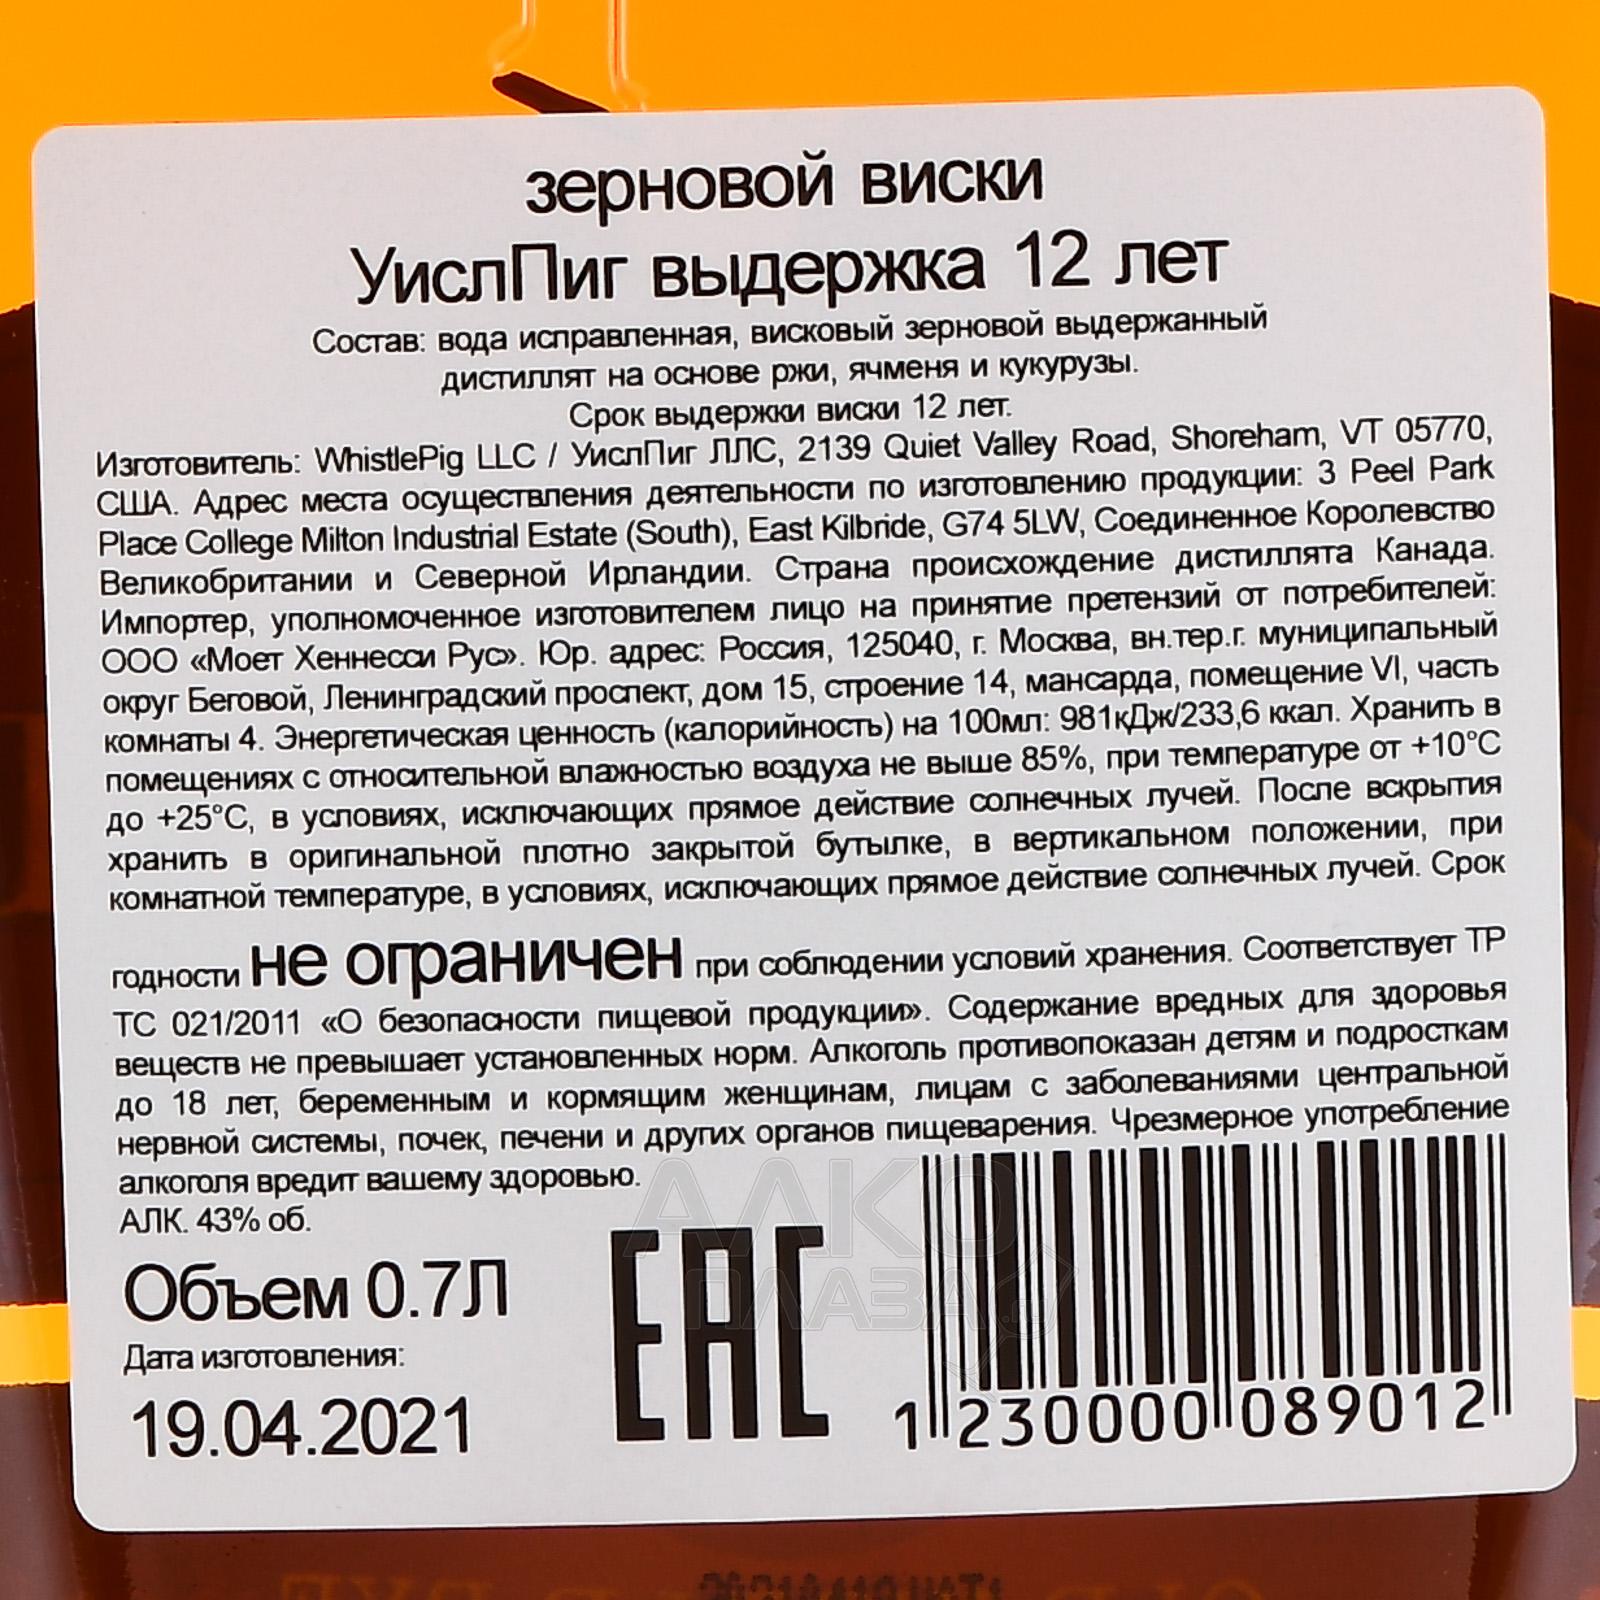 зерновой виски
УислПиг выдержка 12 лет
Состав: вода исправленная, висковый зерновой выдержанный
дистиллят на основе ржи, ячменя и кукурузы.
Срок выдержки виски 12 лет.
Изготовитель: WhistlePig LLC / УислПиг ЛЛС, 2139 Quiet Valley Road, Shoreham, VT 05770,
США. Адрес места осуществления деятельности по изготовлению продукции: 3 Peel Park
Place College Milton Industrial Estate (South), East Kilbride, G74 5LW, Соединенное Королевство
Великобритании и Северной Ирландии. Страна происхождение дистиллята Канада.
Импортер, уполномоченное изготовителем лицо на принятие претензий от потребителей:
ООО «Моет Хеннесси Рус». Юр. адрес: Россия, 125040, г. Москва, вн.тер.г. муниципальный
округ Беговой, Ленинградский проспект, дом 15, строение 14, мансарда, помещение VI, часть
комнаты 4. Энергетическая ценность (калорийность) на 100мл: 981кДж/233,6 ккал. Хранить в
помещениях с относительной влажностью воздуха не выше 85%, при температуре от +10°С
до +25°С, в условиях, исключающих прямое действие солнечных лучей. После вскрытия
хранить в оригинальной плотно закрытой бутылке, в вертикальном положении, при
комнатной температуре, в условиях, исключающих прямое действие солнечных лучей. Срок
годности не ограничен при соблюдении условий хранения. Соответствует ТР
ТС 021/2011 «О безопасности пищевой продукции». Содержание вредных для здоровья
веществ не превышает установленных норм. Алкоголь противопоказан детям и подросткам
до 18 лет, беременным и кормящим женщинам, лицам с заболеваниями центральной
нервной системы, почек, печени и других органов пищеварения. Чрезмерное употребление
алкоголя вредит вашему здоровью.
АЛК. 43% об.
Объем 0.7Л
Дата изготовления:
19.04.2021
ЕАС
1 230000 089012
АЛКО
ПЛАЗА.ru